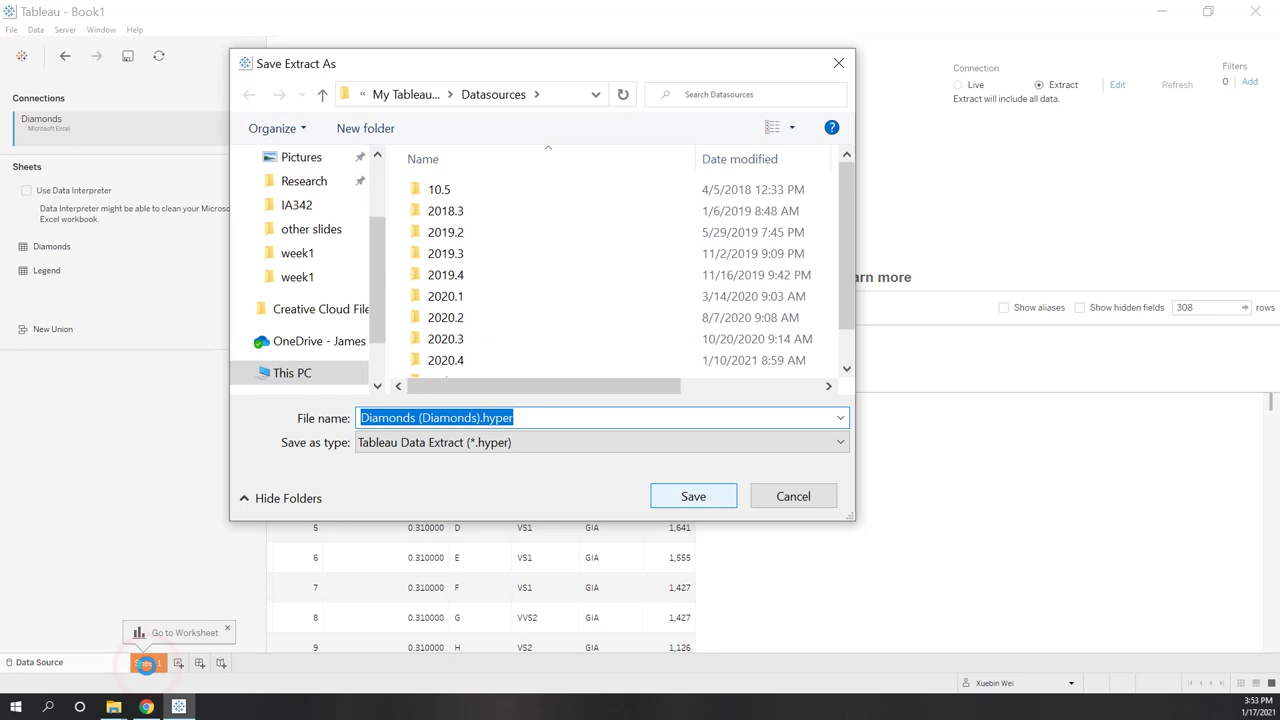 Tableau - Book1
File Data Server Window Help
Connections
Diamonds
Microsoft Excel
Sheets
Use Data Interpreter
Data Interpreter might be able to clean your Microso
Excel workbook.
Diamonds
Legend
New Union
Save Extract As
« My Tableau... Datasources
Search Datasources
Organize New folder
Pictures
Research
IA342
other slides
week1
week1
Creative Cloud File
OneDrive - James
This PC
Name Date modified
10.5 4/5/2018 12:33 PM
2018.3 1/6/2019 8:48 AM
2019.2 5/29/2019 7:45 PM
2019.3 11/2/2019 9:09 PM
2019.4 11/16/2019 9:42 PM
2020.1 3/14/2020 9:03 AM
2020.2 8/7/2020 9:08 AM
2020.3 10/20/2020 9:14 AM
2020.4 1/10/2021 8:59 AM
File name: Diamonds (Diamonds).hyper
Save as type: Tableau Data Extract (*.hyper)
Hide Folders Save Cancel
Connection
Live Extract Edit Refresh
Extract will include all data.
Filters
0 Add
arn more
Show aliases Show hidden fields 308 rows
5 0.310000 D VS1 GIA 1,641
6 0.310000 E VS1 GIA 1,555
7 0.310000 F VS1 GIA 1,427
8 0.310000 G VVS2 GIA 1,427
9 0.310000 H VS2 GIA 1,126
Go to Worksheet
Data Source
Xuebin Wei
3:53 PM
1/17/2021